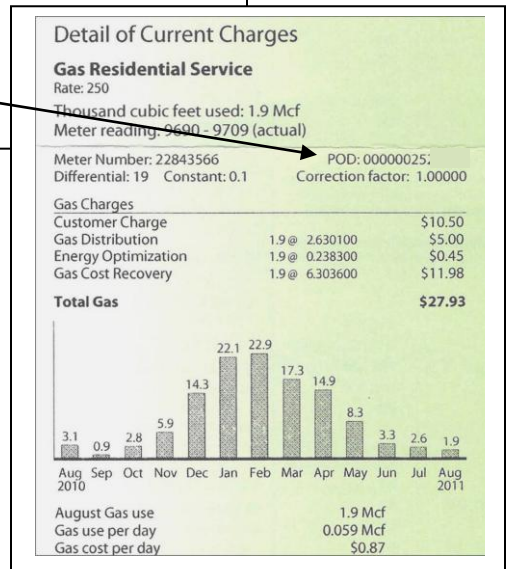 Detail of Current Charges
Gas Residential Service
Rate: 250
Thousand cubic feet used: 1.9 Mcf
Meter reading: 9690 - 9709 (actual)
Meter Number: 22843566 POD: 00000025
Differential: 19 Constant: 0.1 Correction factor: 1.00000
Gas Charges
Customer Charge $10.50
Gas Distribution 1.9 @ 2.630100 $5.00
Energy Optimization 1.9 @ 0.238300 $0.45
Gas Cost Recovery 1.9 @ 6.303600 $11.98
Total Gas $27.93
3.1 0.9 2.8 5.9 14.3 22.1 22.9 17.3 14.9 8.3 3.3 2.6 1.9
Aug Sep Oct Nov Dec Jan Feb Mar Apr May Jun Jul Aug
2010 2011
August Gas use 1.9 Mcf
Gas use per day 0.059 Mcf
Gas cost per day $0.87